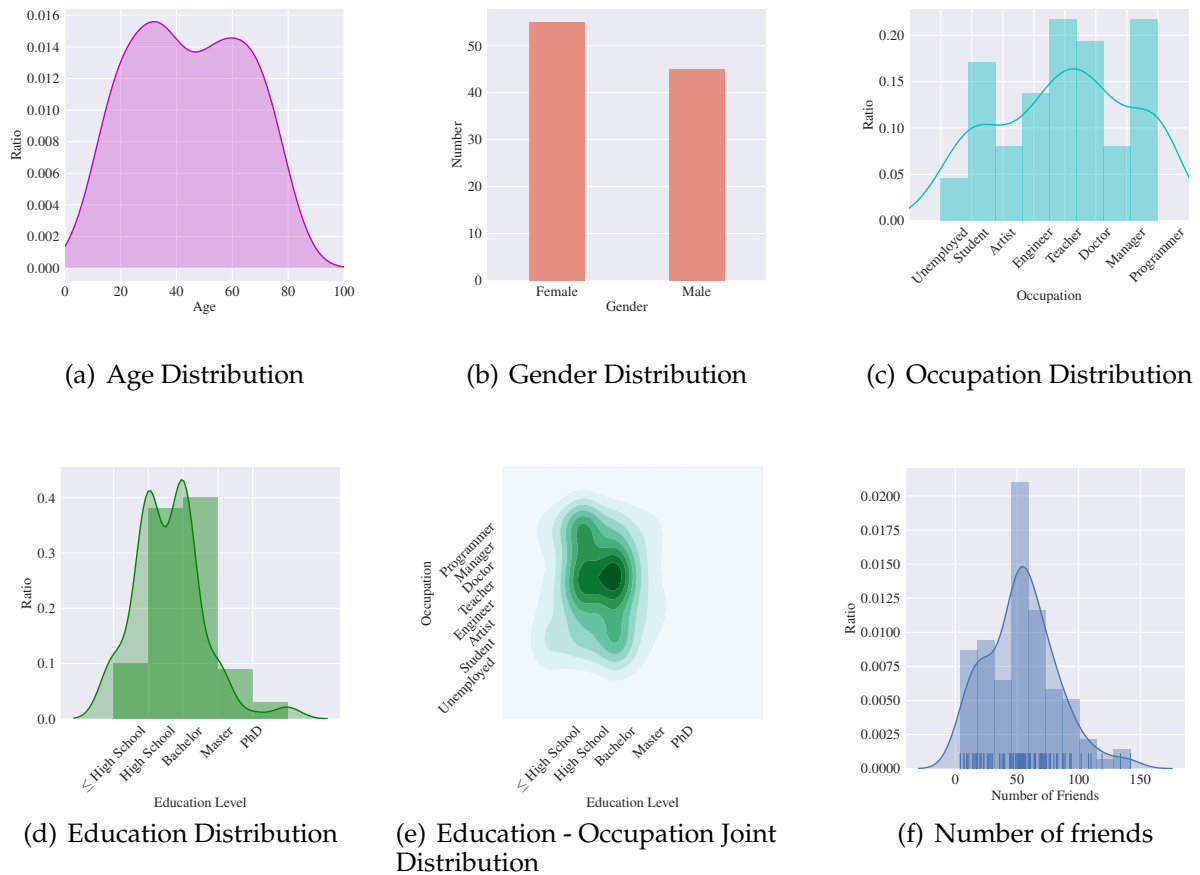 0.016
0.014
0.012
0.010
0.008
0.006
0.004
0.002
0.000
Ratio
0 20 40 60 80 100
Age
(a) Age Distribution
50
40
30
20
10
0
Number
Female Male
Gender
(b) Gender Distribution
0.20
0.15
0.10
0.05
0.00
Ratio
Unemployed
Student
Artist
Engineer
Teacher
Doctor
Manager
Programmer
Occupation
(c) Occupation Distribution
0.4
0.3
0.2
0.1
0.0
Ratio
≤ High School
High School
Bachelor
Master
PhD
Education Level
(d) Education Distribution
Occupation
Programmer
Manager
Doctor
Teacher
Engineer
Artist
Student
Unemployed
≤ High School
High School
Bachelor
Master
PhD
Education Level
(e) Education - Occupation Joint
Distribution
0.0200
0.0175
0.0150
0.0125
0.0100
0.0075
0.0050
0.0025
0.0000
Ratio
0 50 100 150
Number of Friends
(f) Number of friends